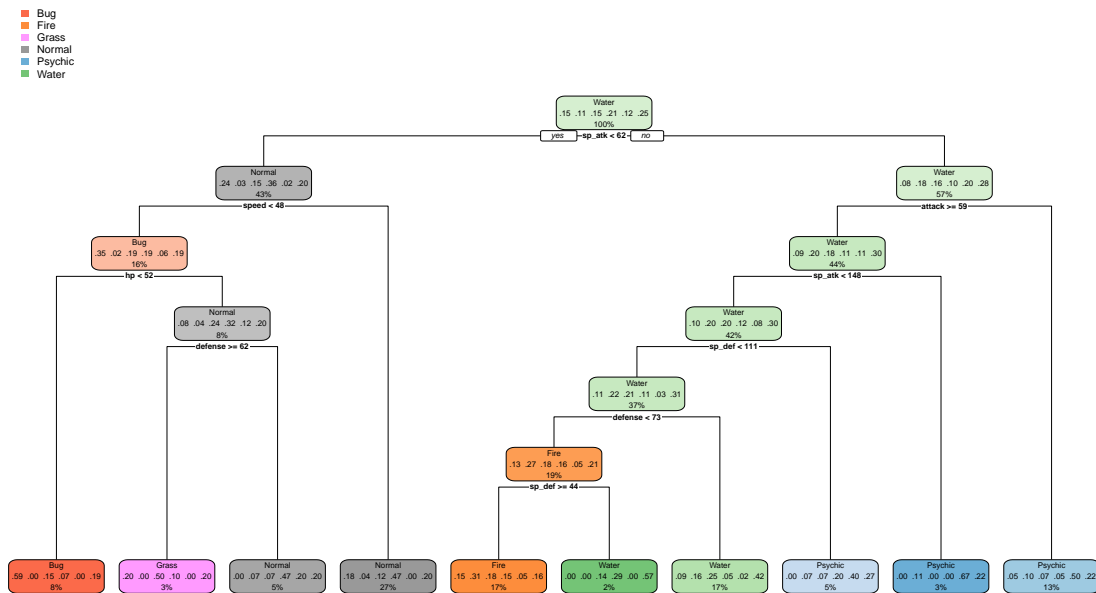 Bug
Fire
Grass
Normal
Psychic
Water
Water
.15 .11 .15 .21 .12 .25
100%
yes sp_atk < 62 no
Normal
.24 .03 .15 .36 .02 .20
43%
speed < 48
Water
.08 .18 .16 .10 .20 .28
57%
attack >= 59
Bug
.35 .02 .19 .19 .06 .19
16%
hp < 52
Water
.09 .20 .18 .11 .11 .30
44%
sp_atk < 148
Normal
.08 .04 .24 .32 .12 .20
8%
defense >= 62
Water
.10 .20 .20 .12 .08 .30
42%
sp_def < 111
Water
.11 .22 .21 .11 .03 .31
37%
defense < 73
Fire
.13 .27 .18 .16 .05 .21
19%
sp_def >= 44
Bug
.59 .00 .15 .07 .00 .19
8%
Grass
.20 .00 .50 .10 .00 .20
3%
Normal
.00 .07 .07 .47 .20 .20
5%
Normal
.18 .04 .12 .47 .00 .20
27%
Fire
.15 .31 .18 .15 .05 .16
17%
Water
.00 .00 .14 .29 .00 .57
2%
Water
.09 .16 .25 .05 .02 .42
17%
Psychic
.00 .07 .07 .20 .40 .27
5%
Psychic
.00 .11 .00 .00 .67 .22
3%
Psychic
.05 .10 .07 .05 .50 .22
13%